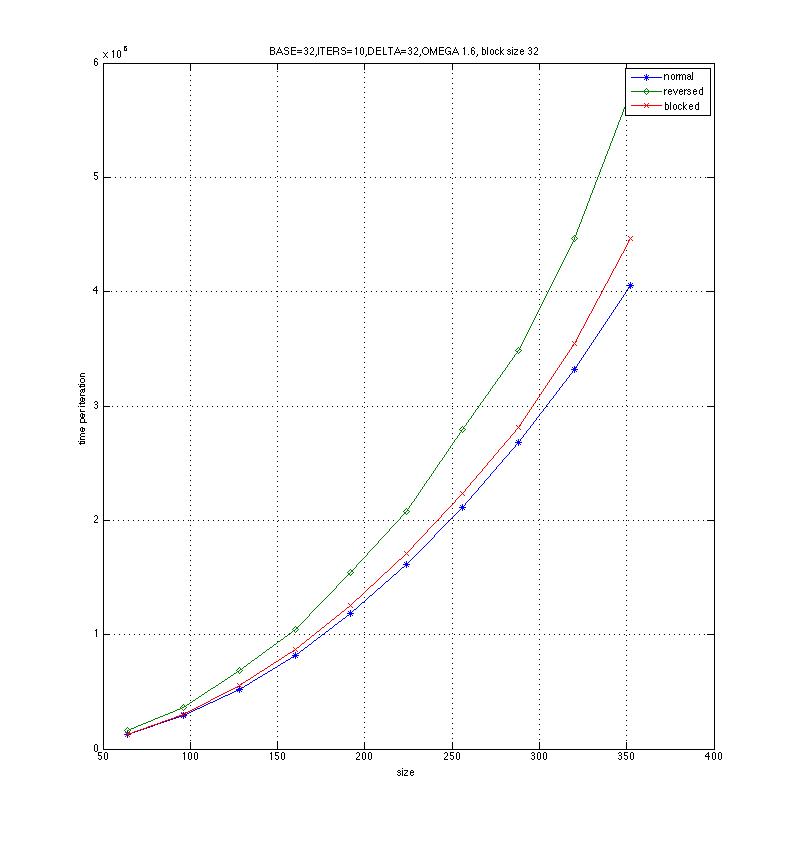 BASE=32,ITERS=10,DELTA=32,OMEGA 1.6, block size 32
x 10
normal
reversed
blocked
6
5
4
3
2
1
0
time per iteration
50 100 150 200 250 300 350 400
size